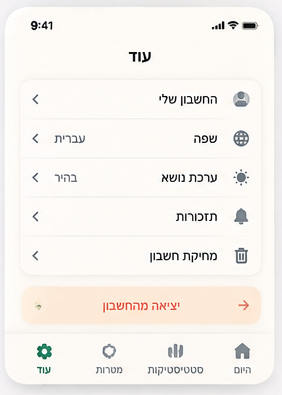 9:41
עוד
החשבון שלי
שפה עברית
ערכת נושא בהיר
תזכורות
מחיקת חשבון
יציאה מהחשבון
היום סטטיסטיקות מטרות עוד